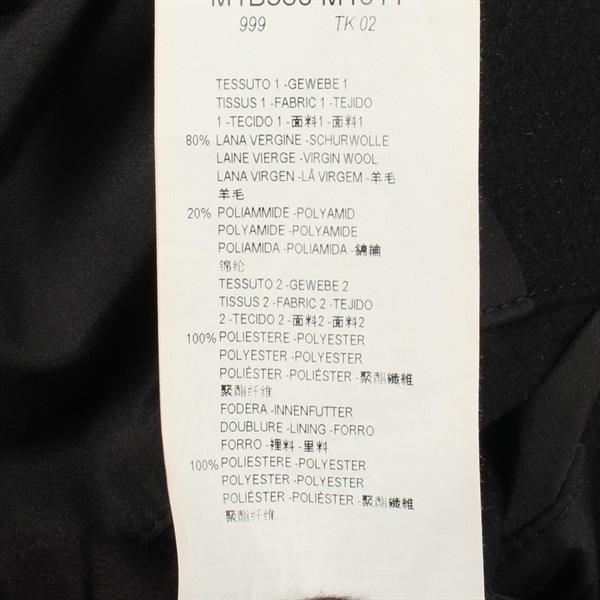 999 TK 02
TESSUTO 1 -GEWEBE 1
TISSUS 1 -FABRIC 1 -TEJIDO
1 -TECIDO 1 -面料1 -面料1
80% LANA VERGINE -SCHURWOLLE
LAINE VIERGE -VIRGIN WOOL
LANA VIRGEN -LÃ VIRGEM -羊毛
羊毛
20% POLIAMMIDE -POLYAMID
POLYAMIDE -POLYAMIDE
POLIAMIDA -POLIAMIDA -錦綸
锦纶
TESSUTO 2 -GEWEBE 2
TISSUS 2 -FABRIC 2 -TEJIDO
2 -TECIDO 2 -面料2 -面料2
100% POLIESTERE -POLYESTER
POLYESTER -POLYESTER
POLIÉSTER -POLIÉSTER -聚酯纖維
聚酯纤维
FODERA -INNENFUTTER
DOUBLURE -LINING -FORRO
FORRO -裡料 -里料
100% POLIESTERE -POLYESTER
POLYESTER -POLYESTER
POLIÉSTER -POLIÉSTER -聚酯纖維
聚酯纤维